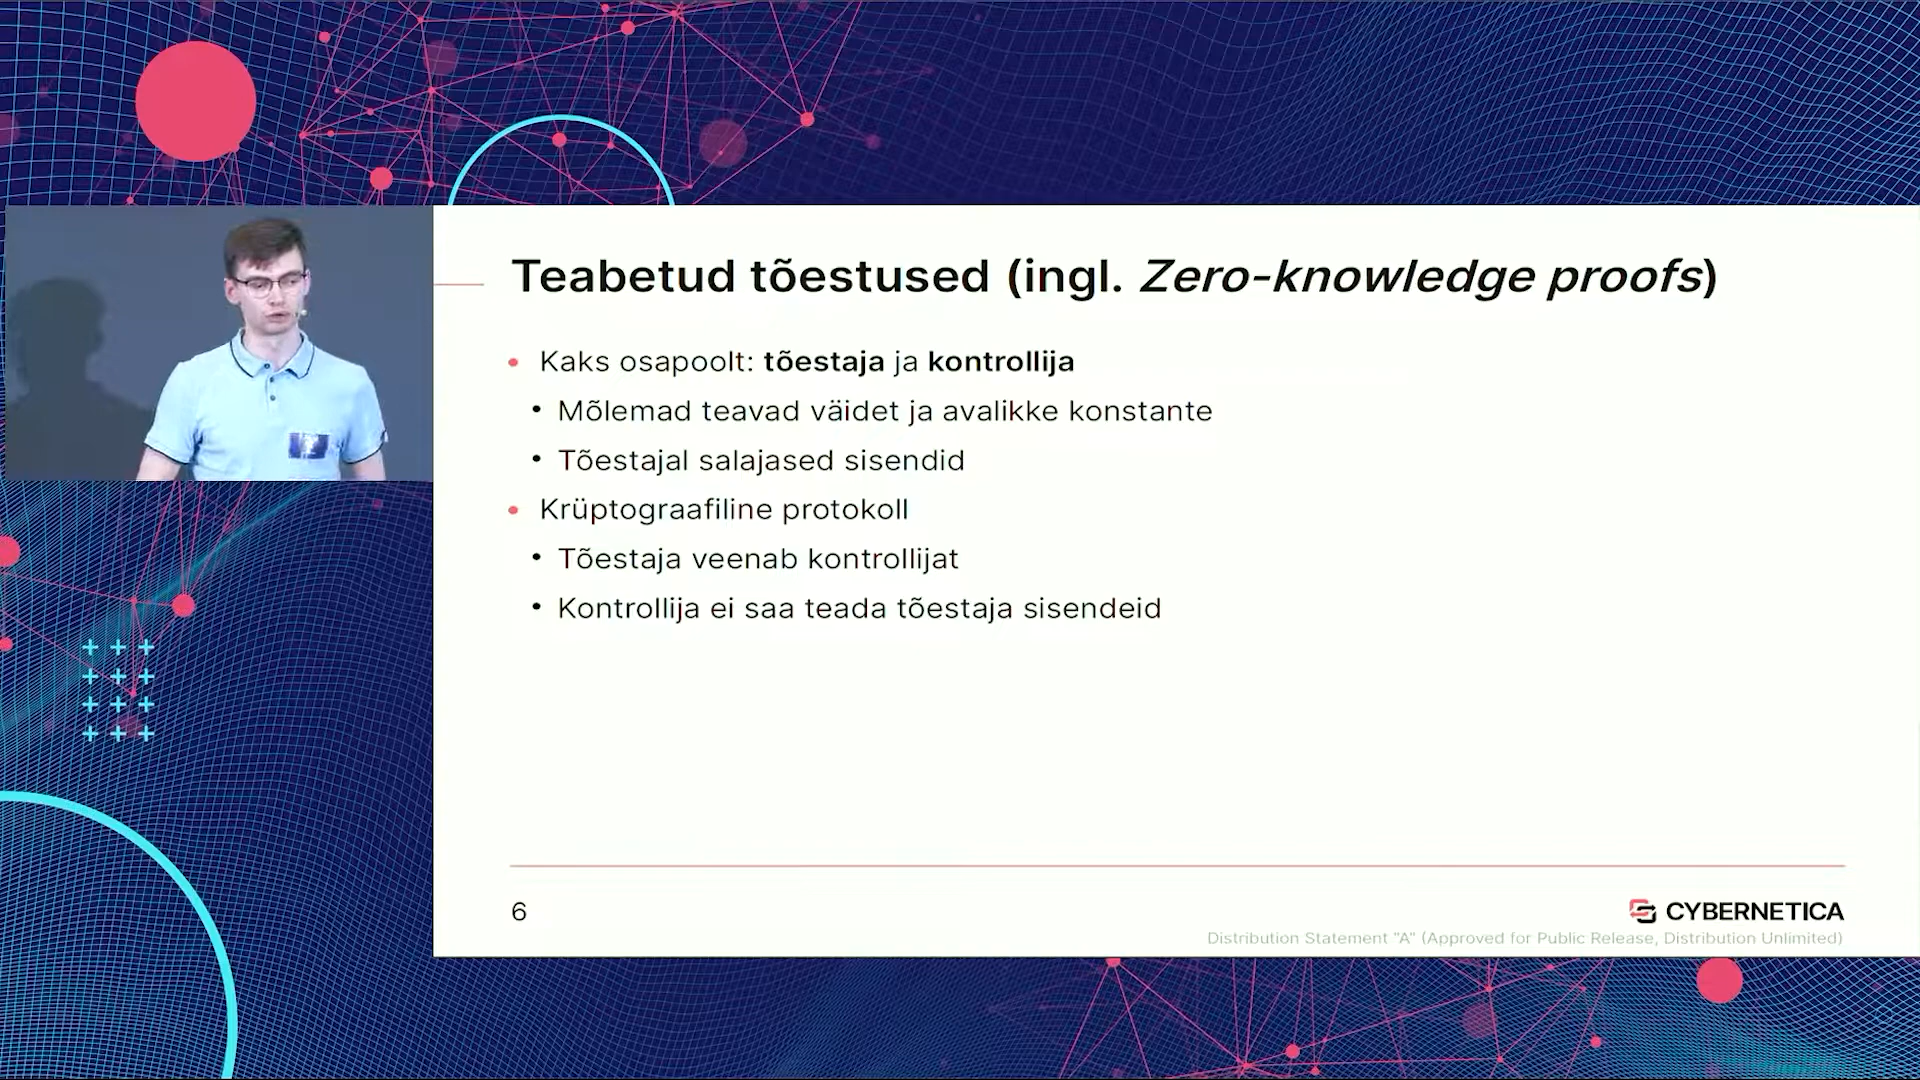 Teabetud tõestused (ingl. Zero-knowledge proofs)
• Kaks osapoolt: tõestaja ja kontrollija
• Mõlemad teavad väidet ja avalikke konstante
• Tõestajal salajased sisendid
• Krüptograafiline protokoll
• Tõestaja veenab kontrollijat
• Kontrollija ei saa teada tõestaja sisendeid
6
CYBERNETICA
Distribution Statement "A" (Approved for Public Release, Distribution Unlimited)